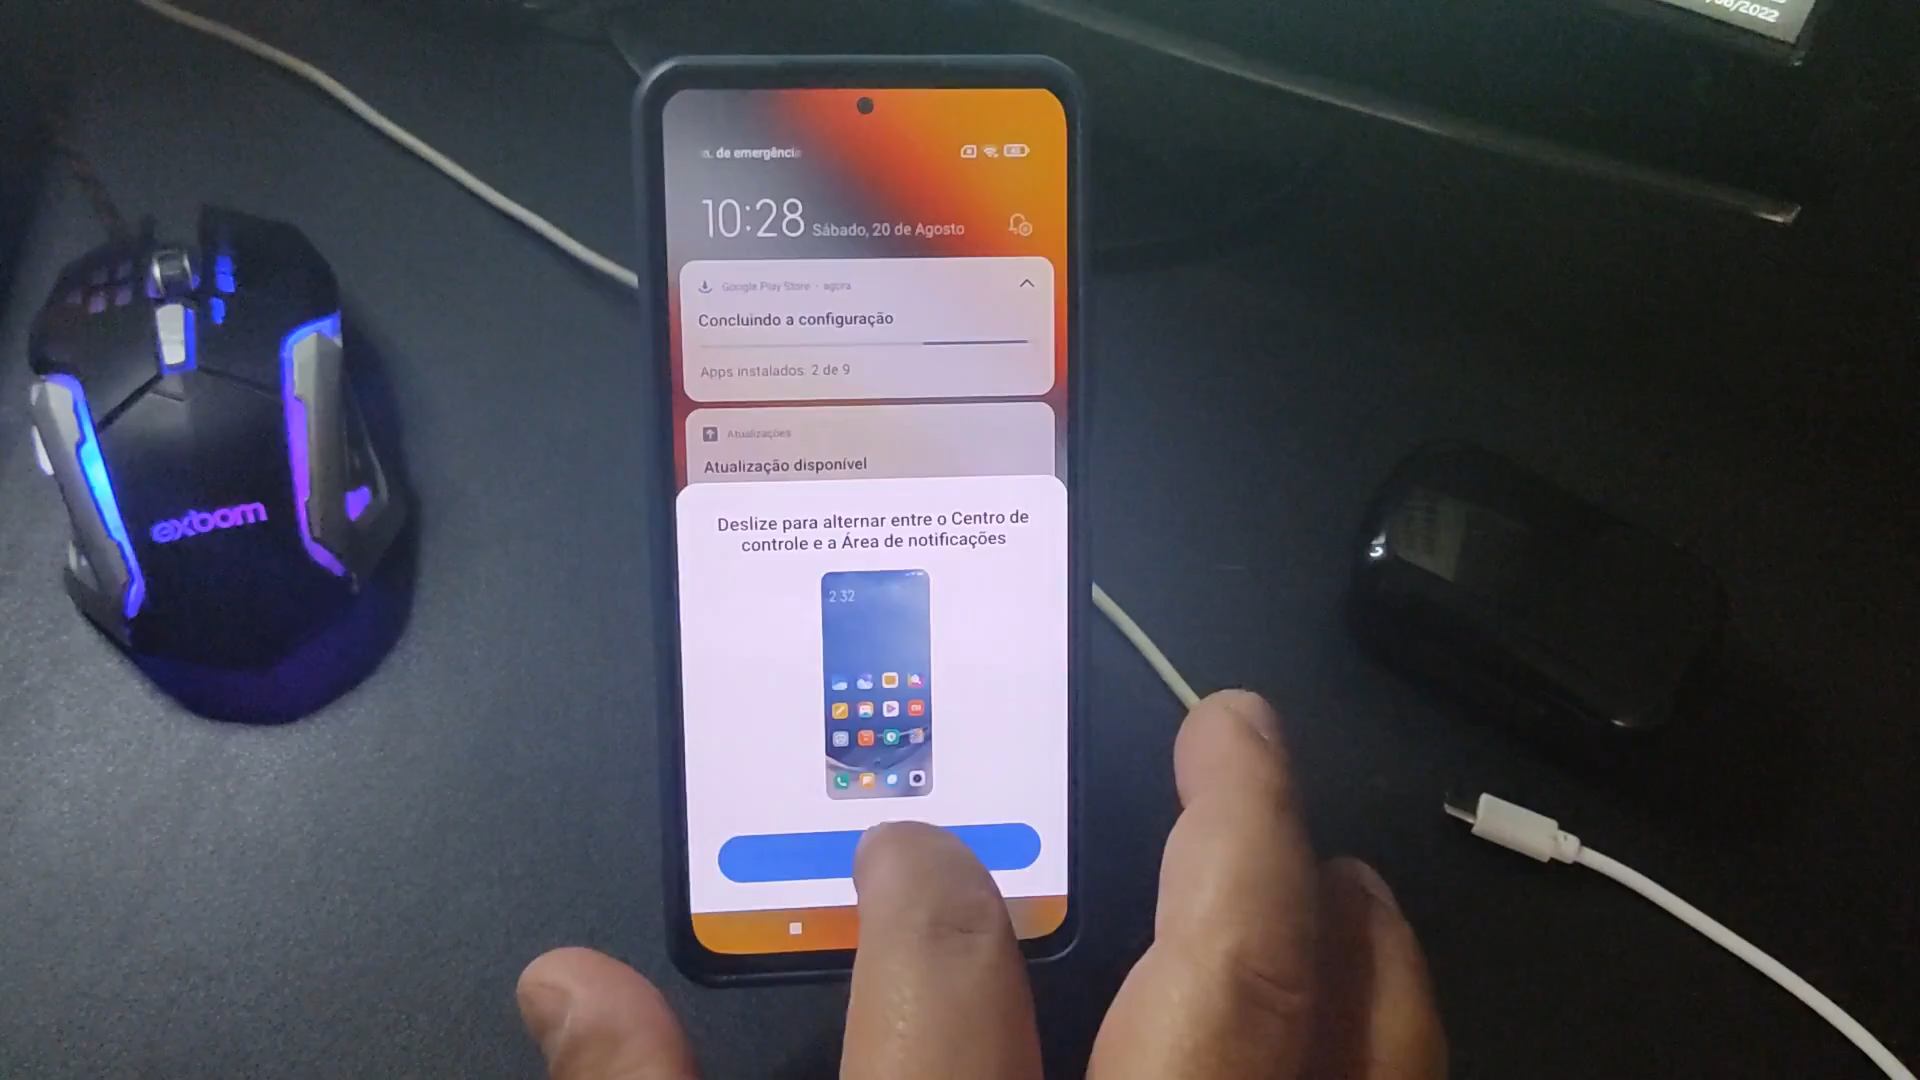 /2022
. de emergência
10:28 Sábado, 20 de Agosto
Google Play Store · agora
Concluindo a configuração
Apps instalados: 2 de 9
Atualizações
Atualização disponível
Deslize para alternar entre o Centro de
controle e a Área de notificações
2 32
exbom